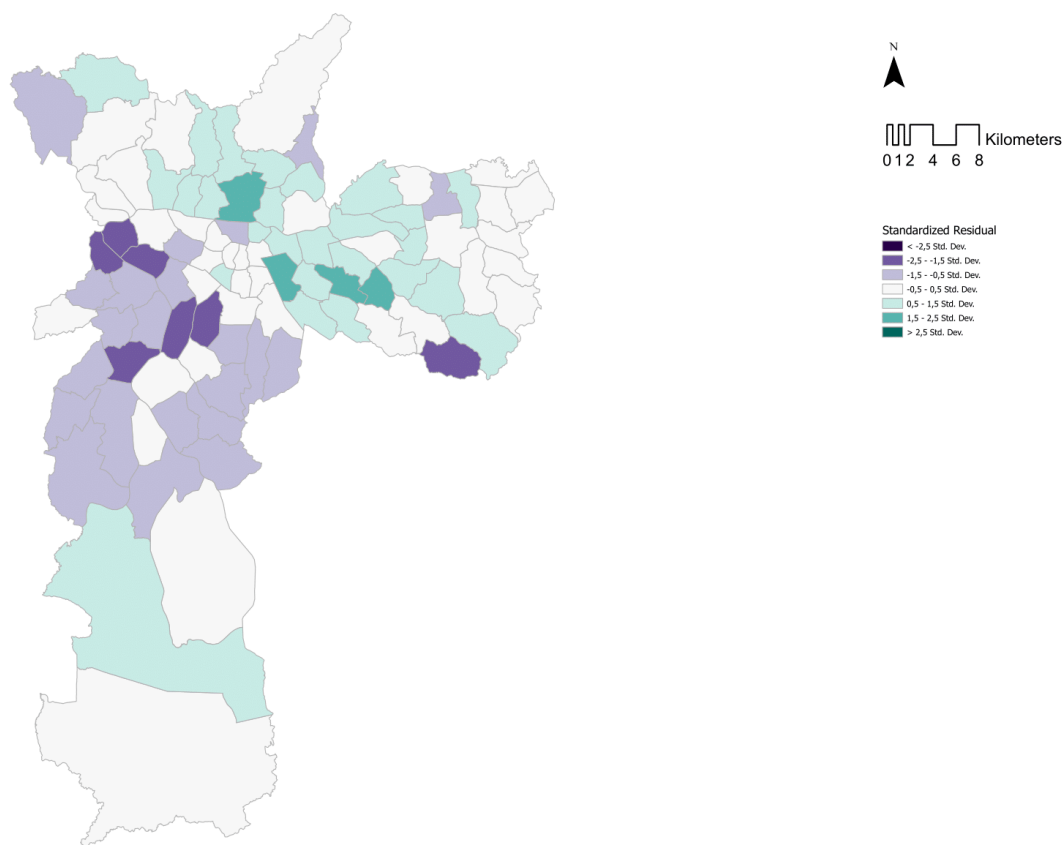 N
Kilometers
0 1 2 4 6 8
Standardized Residual
< -2,5 Std. Dev.
-2,5 - -1,5 Std. Dev.
-1,5 - -0,5 Std. Dev.
-0,5 - 0,5 Std. Dev.
0,5 - 1,5 Std. Dev.
1,5 - 2,5 Std. Dev.
> 2,5 Std. Dev.